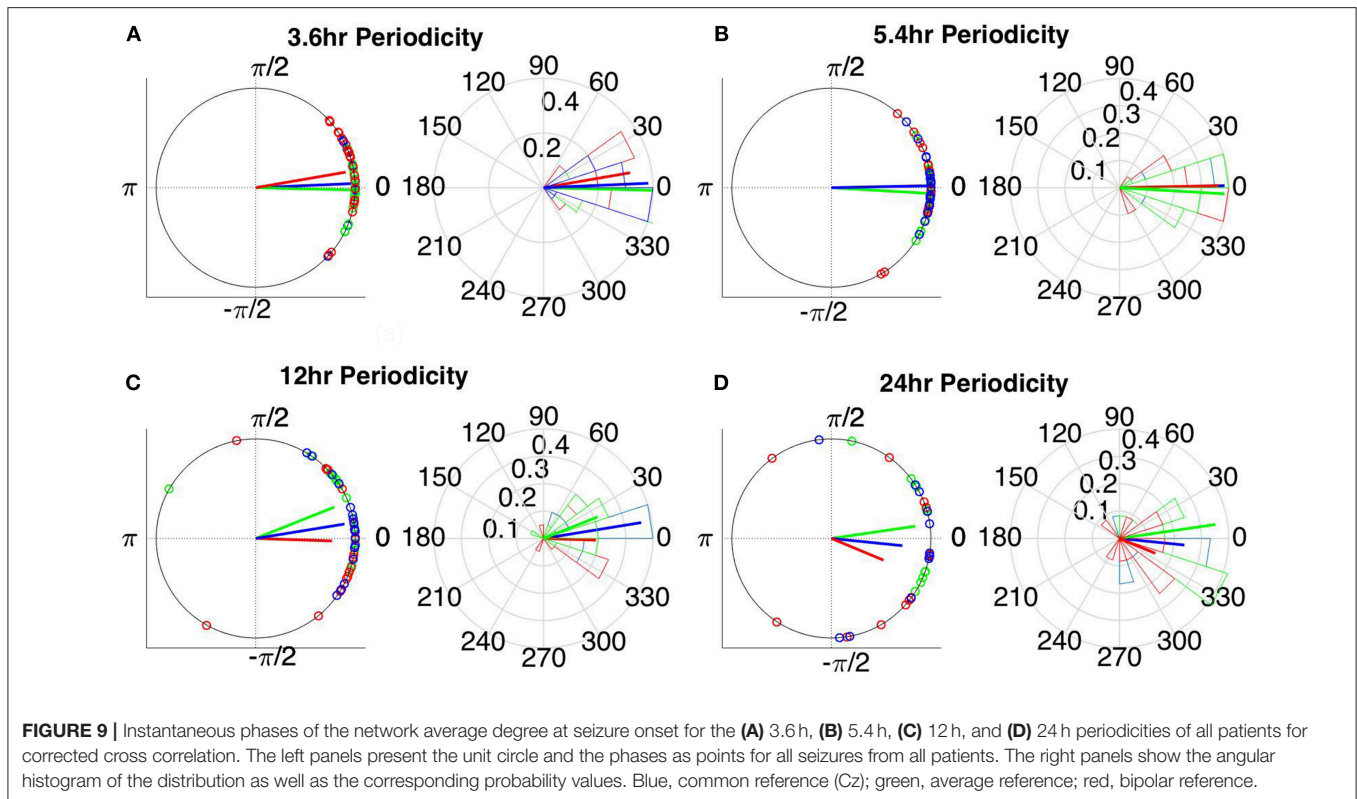 A
3.6hr Periodicity
π/2
π
0
-π/2
90
120
60
0.4
150
30
0.2
180
0
210
330
240
300
270
B
5.4hr Periodicity
π/2
π
0
-π/2
90
120
60
0.4
0.3
150
30
0.2
0.1
180
0
210
330
240
300
270
(a)
C
12hr Periodicity
π/2
π
0
-π/2
90
120
60
0.4
0.3
150
30
0.2
0.1
180
0
210
330
240
300
270
D
24hr Periodicity
π/2
π
0
-π/2
90
120
60
0.4
0.3
150
30
0.2
0.1
180
0
210
330
240
300
270
FIGURE 9 | Instantaneous phases of the network average degree at seizure onset for the (A) 3.6 h, (B) 5.4 h, (C) 12 h, and (D) 24 h periodicities of all patients for
corrected cross correlation. The left panels present the unit circle and the phases as points for all seizures from all patients. The right panels show the angular
histogram of the distribution as well as the corresponding probability values. Blue, common reference (Cz); green, average reference; red, bipolar reference.